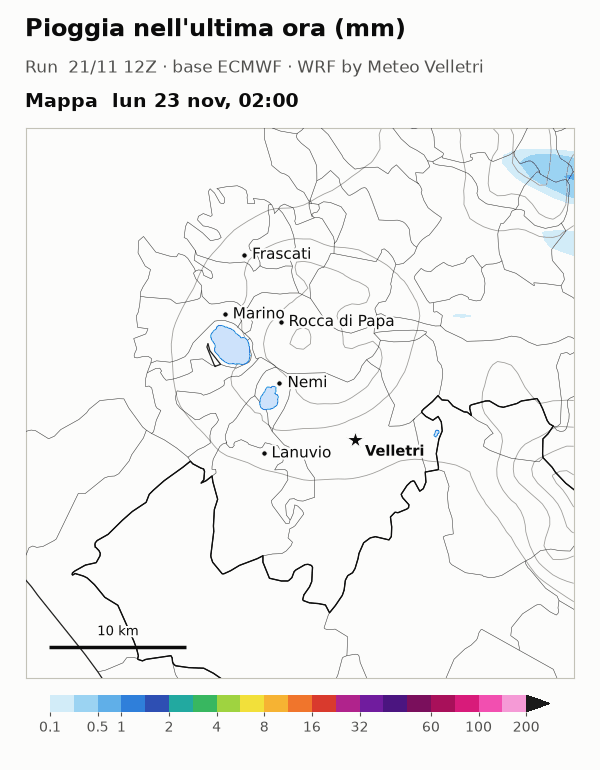 Pioggia nell'ultima ora (mm)
Run  21/11 12Z · base ECMWF · WRF by Meteo Velletri
Mappa  lun 23 nov, 02:00
Frascati
Marino
Rocca di Papa
Nemi
Velletri
Lanuvio
10 km
0.1 0.5 1 2 4 8 16 32 60 100 200